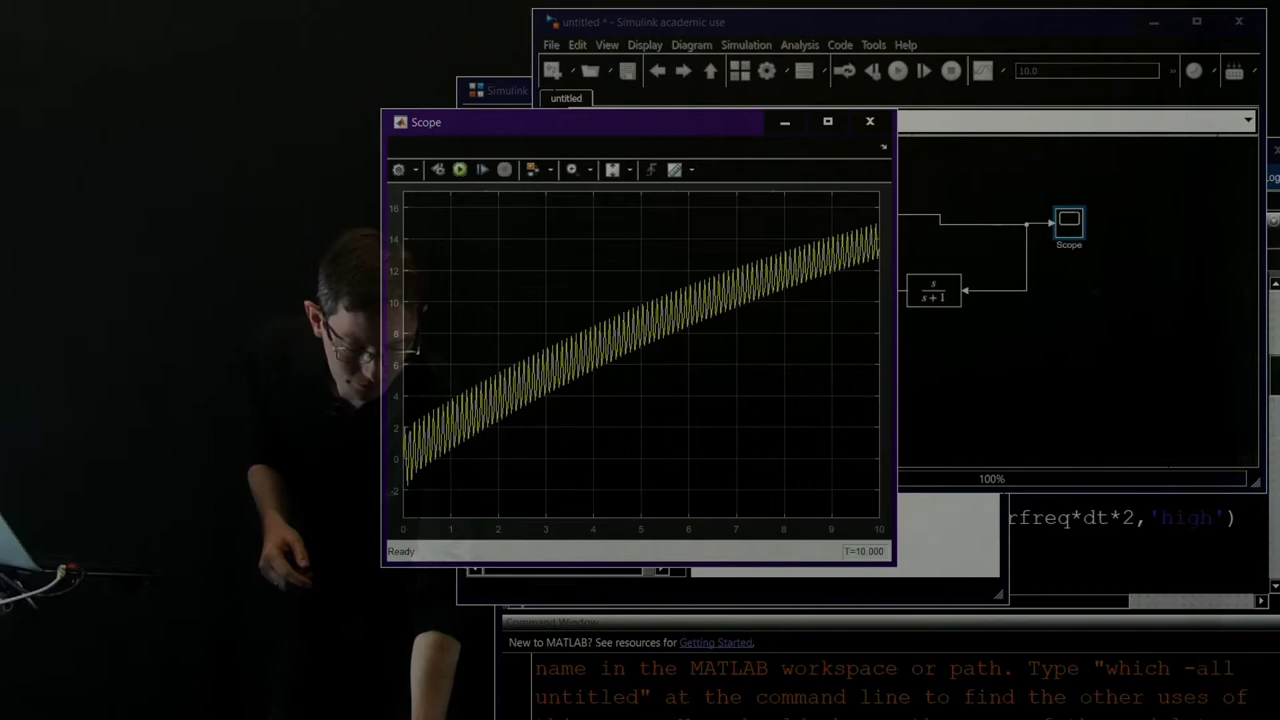 untitled * - Simulink academic use
File Edit View Display Diagram Simulation Analysis Code Tools Help
10.0
»
Simulink
untitled
Scope
16
14
12
10
8
6
4
2
0
-2
0 1 2 3 4 5 6 7 8 9 10
Ready T=10.000
Scope
s
s+1
100%
Log
rfreq*dt*2,'high')
Command Window
New to MATLAB? See resources for Getting Started.
name in the MATLAB workspace or path. Type "which -all
untitled" at the command line to find the other uses of